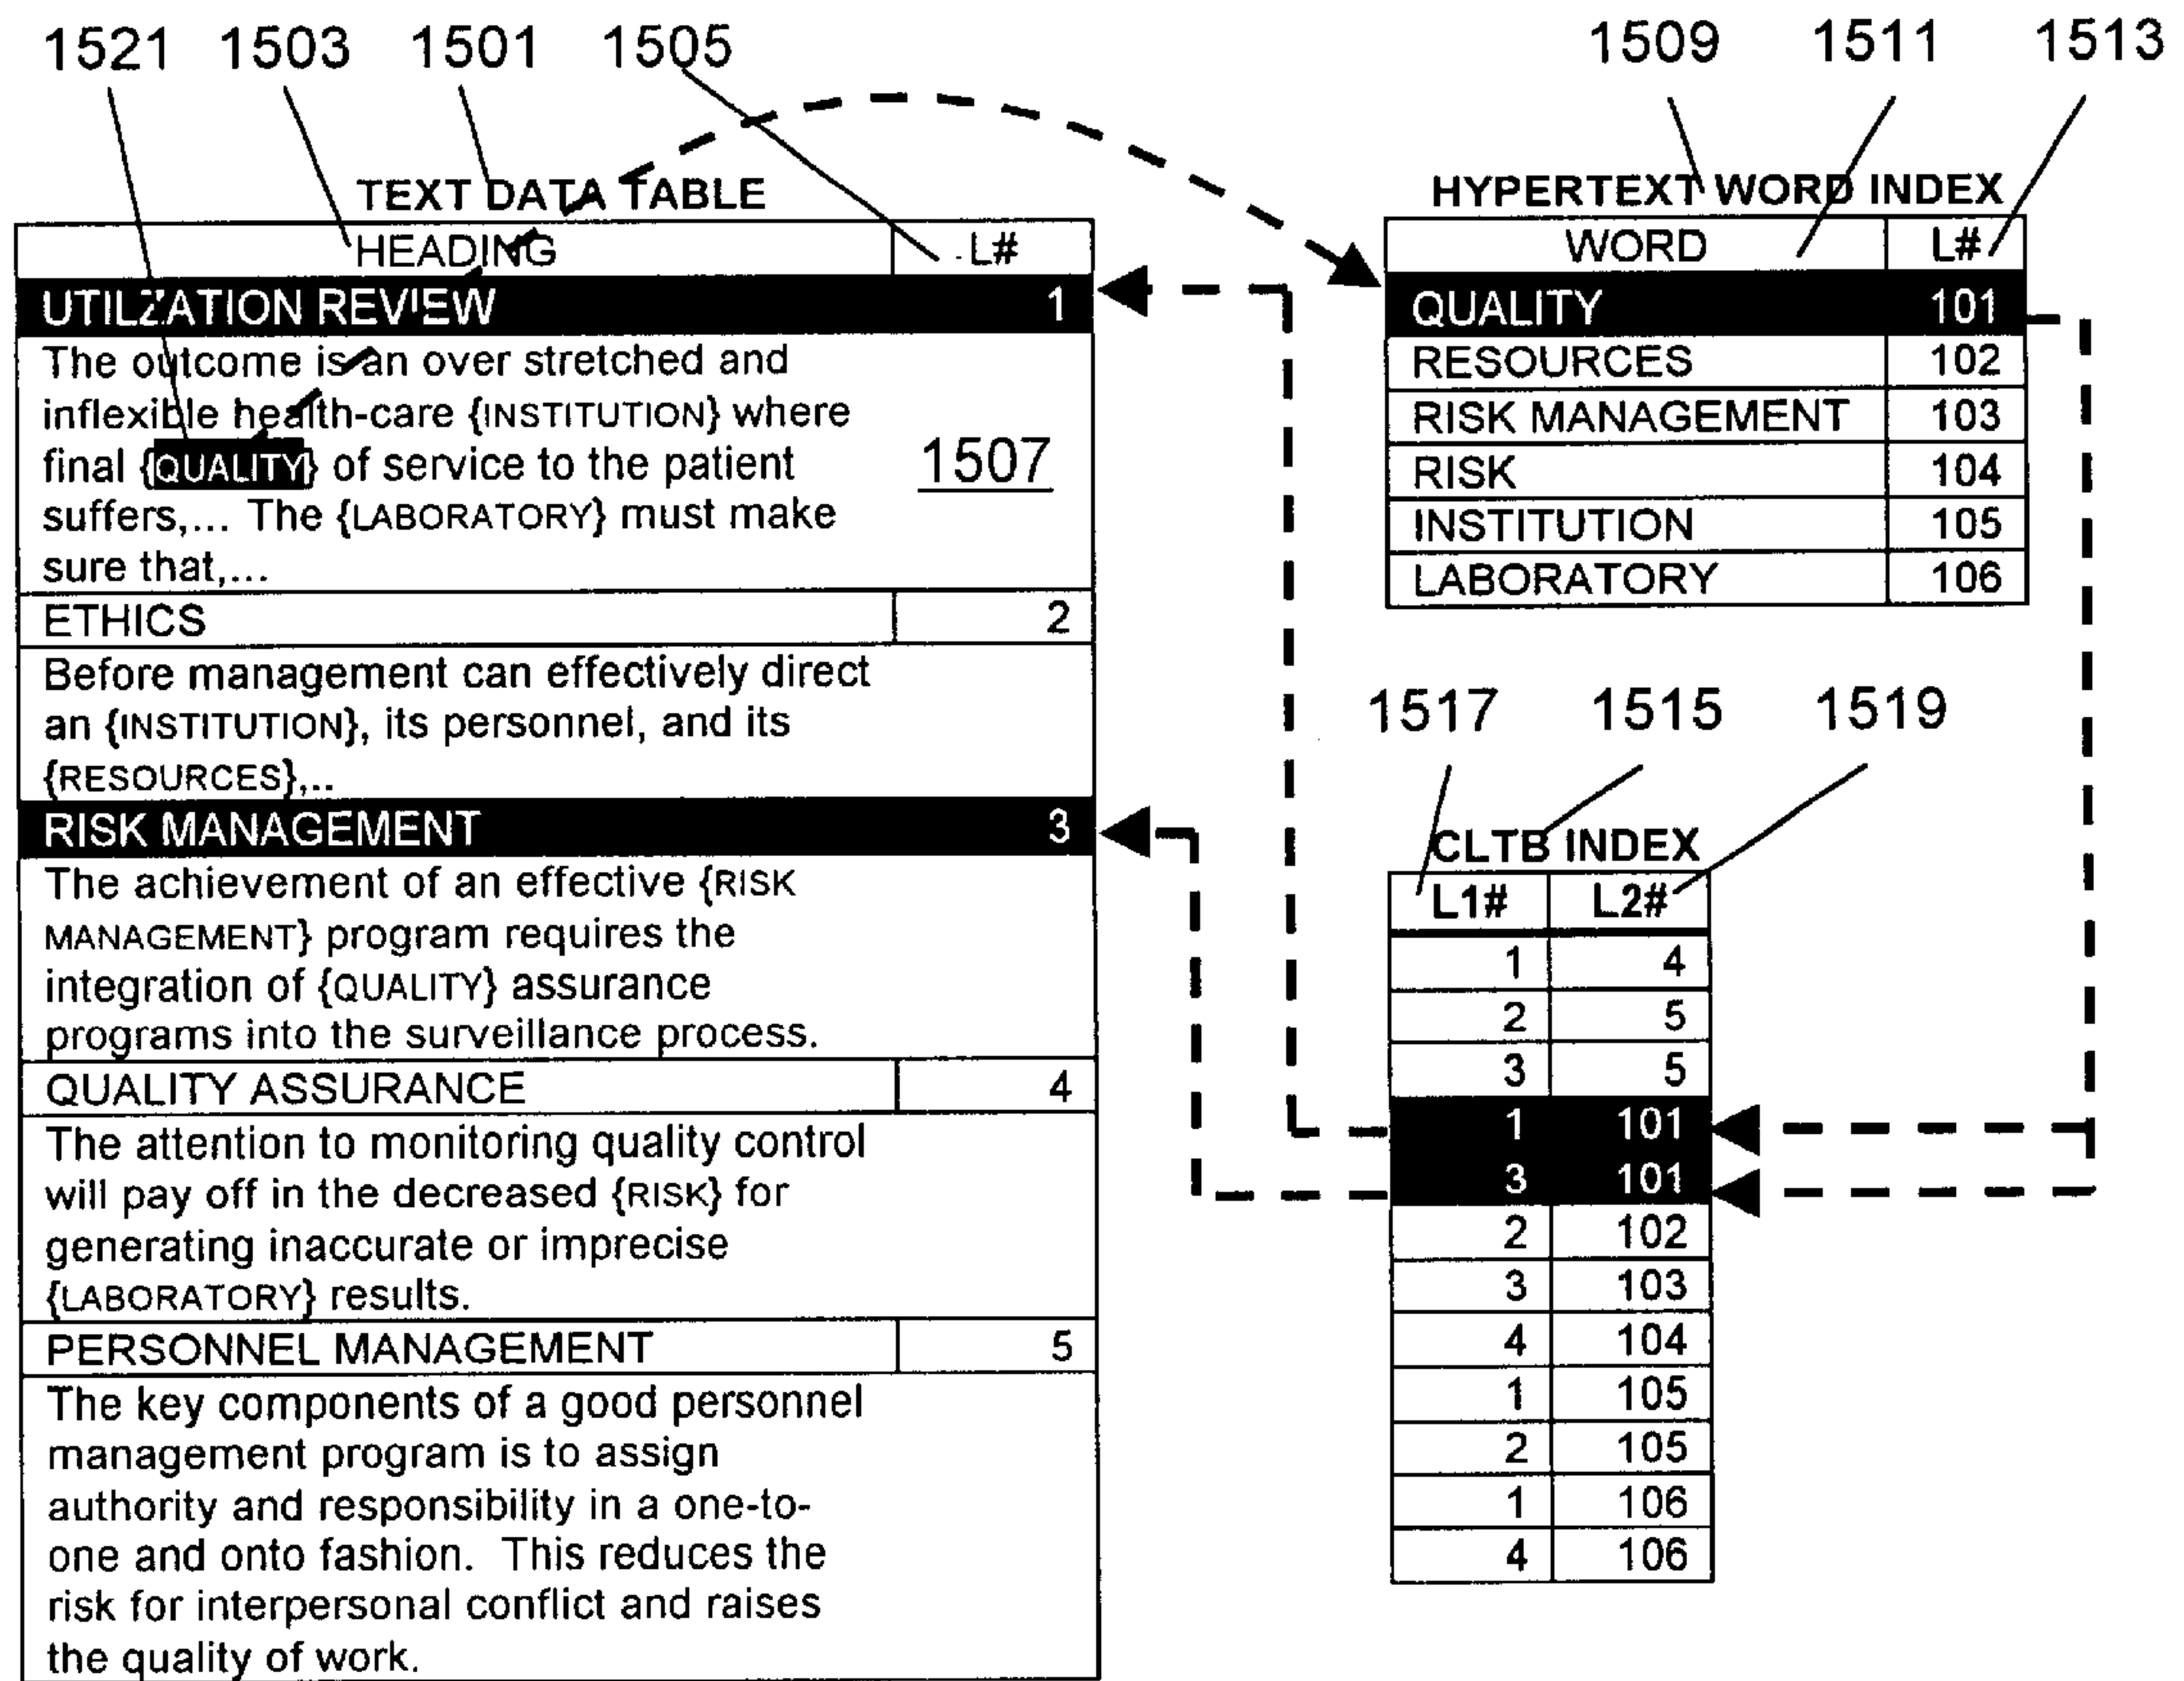 1521 1503 1501 1505
TEXT DATA TABLE
HEADING L#
UTILZATION REVIEW 1
The outcome is an over stretched and
inflexible health-care {INSTITUTION} where
final {QUALITY} of service to the patient
suffers,... The {LABORATORY} must make
sure that,...
1507
ETHICS 2
Before management can effectively direct
an {INSTITUTION}, its personnel, and its
{RESOURCES},..
RISK MANAGEMENT 3
The achievement of an effective {RISK
MANAGEMENT} program requires the
integration of {QUALITY} assurance
programs into the surveillance process.
QUALITY ASSURANCE 4
The attention to monitoring quality control
will pay off in the decreased {RISK} for
generating inaccurate or imprecise
{LABORATORY} results.
PERSONNEL MANAGEMENT 5
The key components of a good personnel
management program is to assign
authority and responsibility in a one-to-
one and onto fashion. This reduces the
risk for interpersonal conflict and raises
the quality of work.
1509 1511 1513
HYPERTEXT WORD INDEX
WORD L#
QUALITY 101
RESOURCES 102
RISK MANAGEMENT 103
RISK 104
INSTITUTION 105
LABORATORY 106
1517 1515 1519
CLTB INDEX
L1# L2#
1 4
2 5
3 5
1 101
3 101
2 102
3 103
4 104
1 105
2 105
1 106
4 106